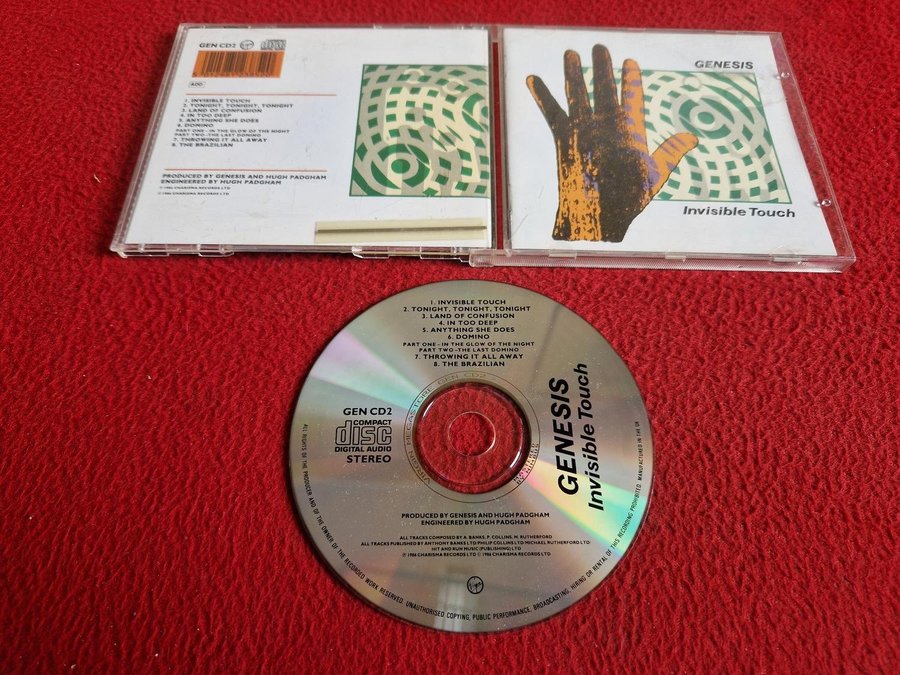 GEN CD2
ADD
1. INVISIBLE TOUCH
2. TONIGHT, TONIGHT, TONIGHT
3. LAND OF CONFUSION
4. IN TOO DEEP
5. ANYTHING SHE DOES
6. DOMINO
PART ONE-IN THE GLOW OF THE NIGHT
PART TWO-THE LAST DOMINO
7. THROWING IT ALL AWAY
8. THE BRAZILIAN
PRODUCED BY GENESIS AND HUGH PADGHAM
ENGINEERED BY HUGH PADGHAM
℗ 1986 CHARISMA RECORDS LTD
© 1986 CHARISMA RECORDS LTD
GENESIS
Invisible Touch
1. INVISIBLE TOUCH
2. TONIGHT, TONIGHT, TONIGHT
3. LAND OF CONFUSION
4. IN TOO DEEP
5. ANYTHING SHE DOES
6. DOMINO
PART ONE-IN THE GLOW OF THE NIGHT
PART TWO-THE LAST DOMINO
7. THROWING IT ALL AWAY
8. THE BRAZILIAN
GEN CD2
COMPACT
disc
DIGITAL AUDIO
STEREO
GENESIS
Invisible Touch
PRODUCED BY GENESIS AND HUGH PADGHAM
ENGINEERED BY HUGH PADGHAM
ALL TRACKS COMPOSED BY A. BANKS, P. COLLINS, M. RUTHERFORD
ALL TRACKS PUBLISHED BY ANTHONY BANKS LTD/PHILIP COLLINS LTD/MICHAEL RUTHERFORD LTD/
HIT AND RUN MUSIC (PUBLISHING) LTD
℗ 1986 CHARISMA RECORDS LTD © 1986 CHARISMA RECORDS LTD
Virgin
ALL RIGHTS OF THE PRODUCER AND OF THE OWNER OF THE RECORDED WORK RESERVED. UNAUTHORISED COPYING, PUBLIC PERFORMANCE, BROADCASTING, HIRING OR RENTAL OF THIS RECORDING PROHIBITED. MANUFACTURED IN THE UK